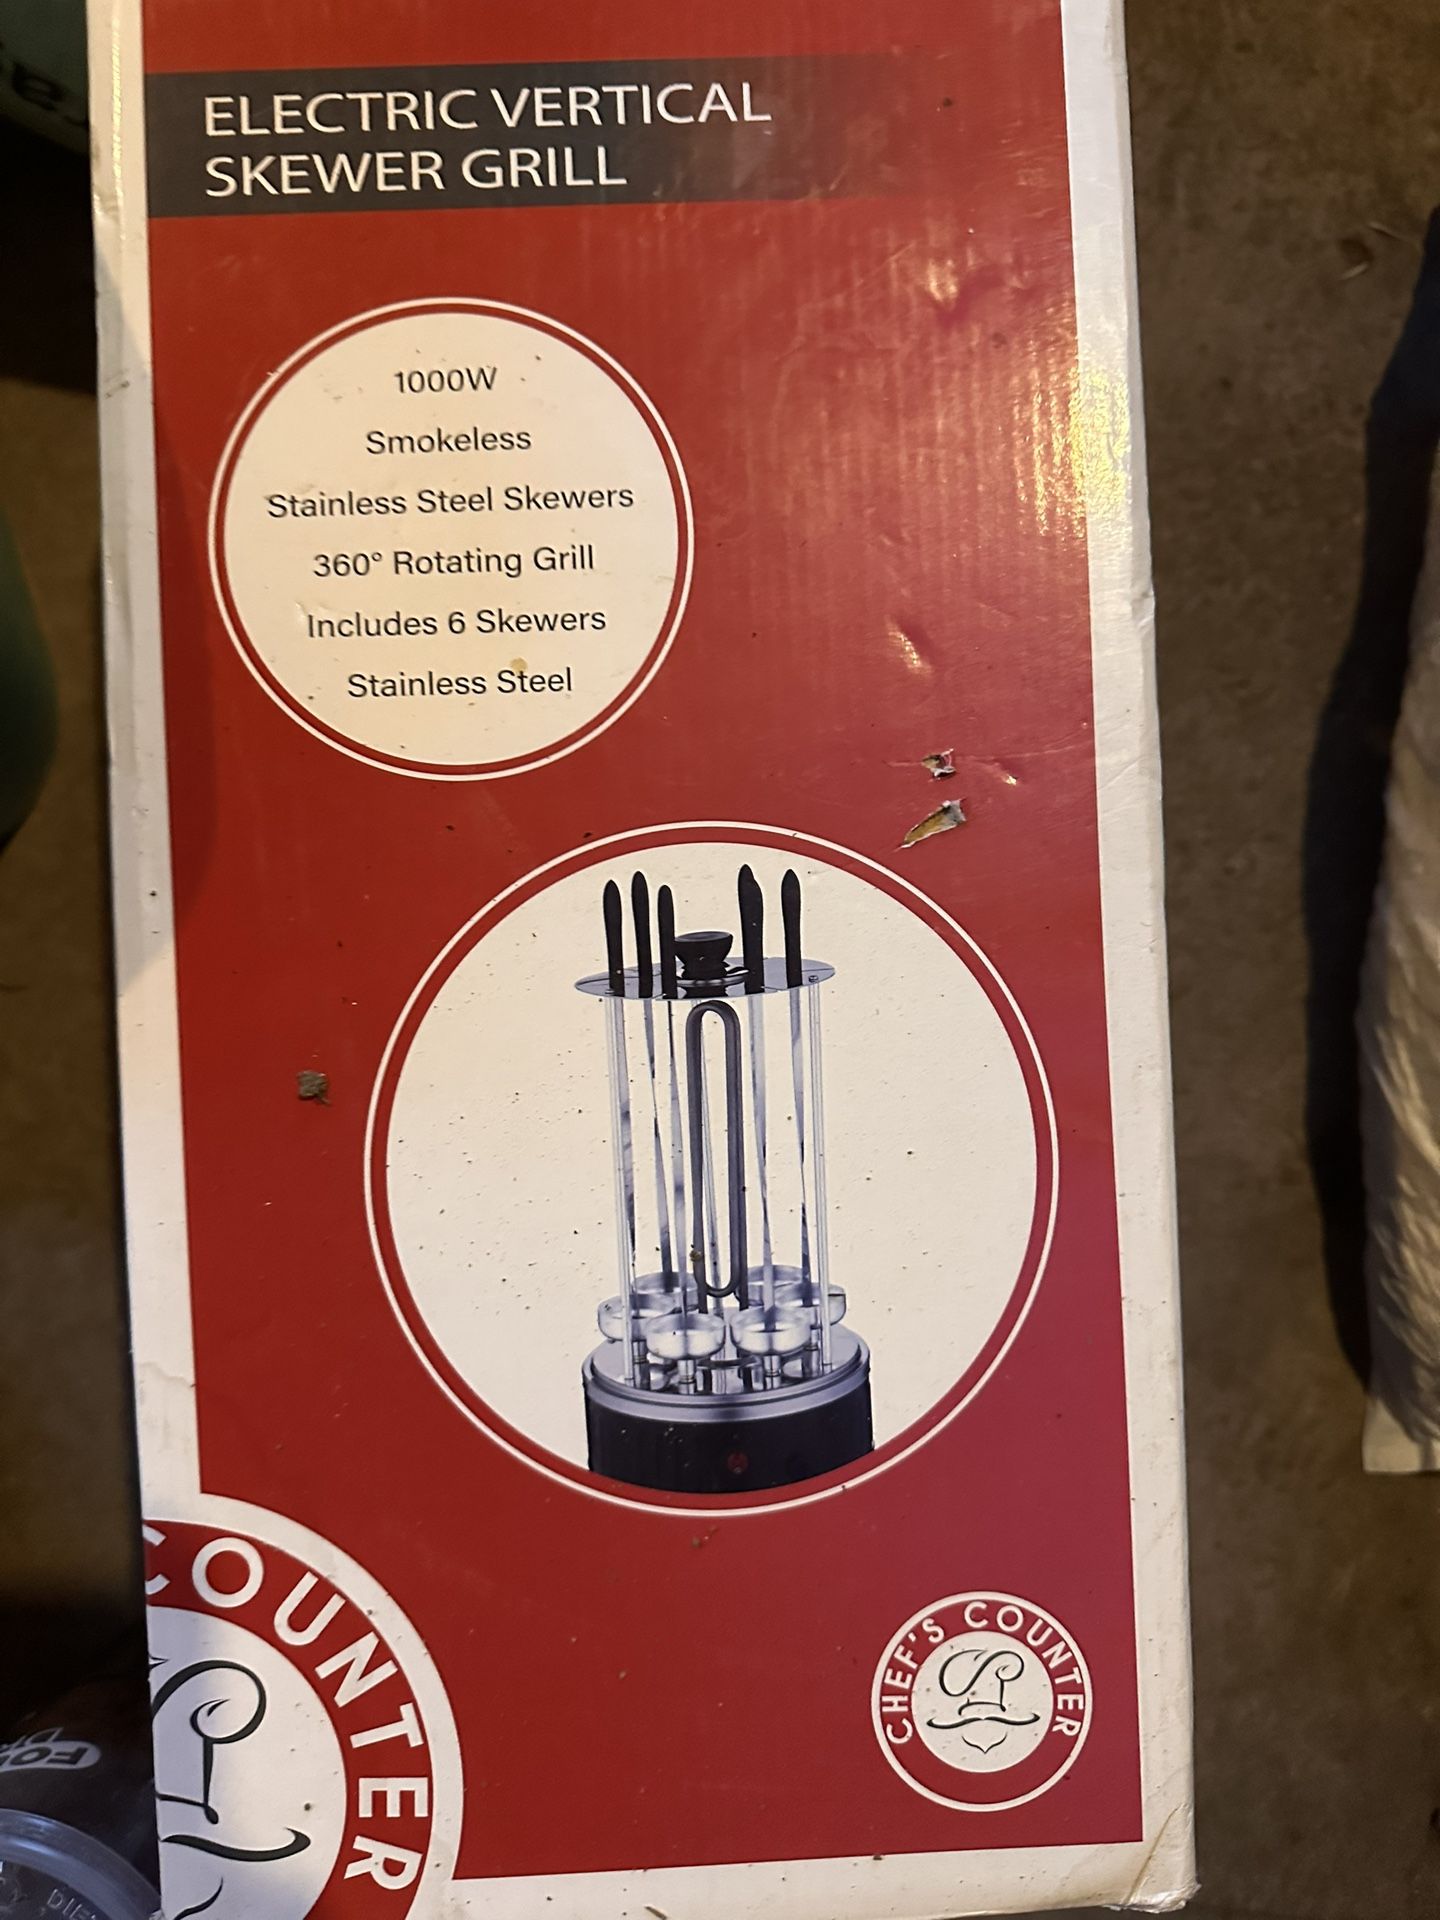 ELECTRIC VERTICAL
SKEWER GRILL
1000W
Smokeless
Stainless Steel Skewers
360° Rotating Grill
Includes 6 Skewers
Stainless Steel
COUNTER
CHEF'S COUNTER